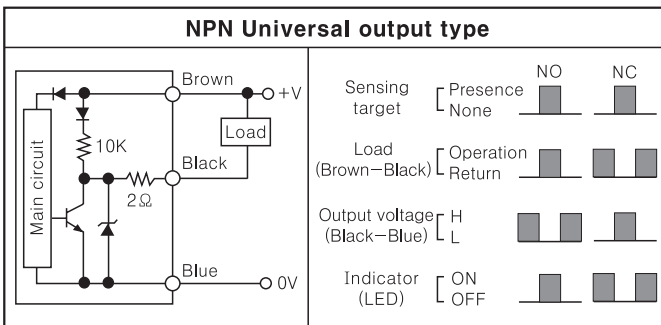 NPN Universal output type
Brown
+V
Load
10K
Black
2Ω
Main circuit
Blue
0V
NO NC
Sensing target Presence None
Load (Brown-Black) Operation Return
Output voltage (Black-Blue) H L
Indicator (LED) ON OFF